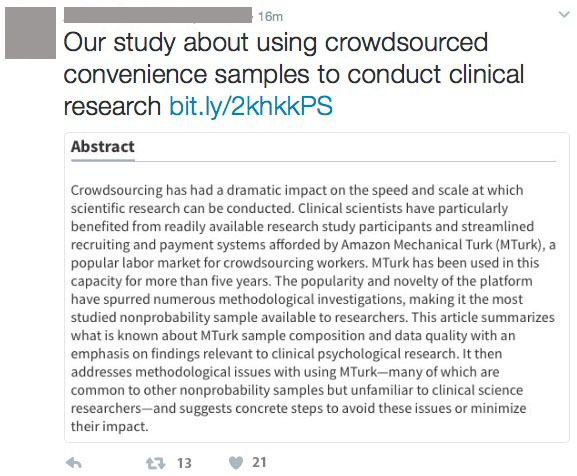 16m
Our study about using crowdsourced
convenience samples to conduct clinical
research bit.ly/2khkkPS
Abstract
Crowdsourcing has had a dramatic impact on the speed and scale at which
scientific research can be conducted. Clinical scientists have particularly
benefited from readily available research study participants and streamlined
recruiting and payment systems afforded by Amazon Mechanical Turk (MTurk), a
popular labor market for crowdsourcing workers. MTurk has been used in this
capacity for more than five years. The popularity and novelty of the platform
have spurred numerous methodological investigations, making it the most
studied nonprobability sample available to researchers. This article summarizes
what is known about MTurk sample composition and data quality with an
emphasis on findings relevant to clinical psychological research. It then
addresses methodological issues with using MTurk—many of which are
common to other nonprobability samples but unfamiliar to clinical science
researchers—and suggests concrete steps to avoid these issues or minimize
their impact.
13 21